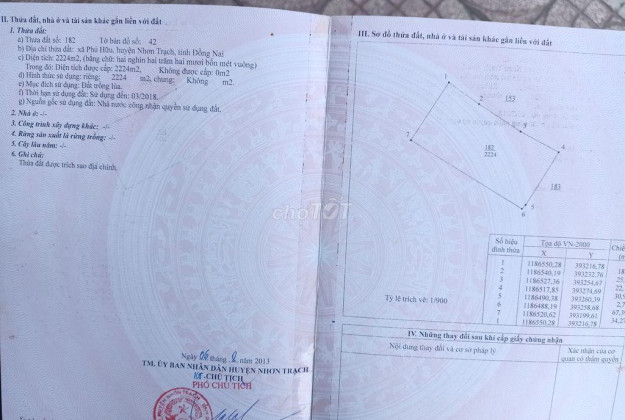 II. Thửa đất, nhà ở và tài sản khác gắn liền với đất
1. Thửa đất:
a) Thửa đất số: 182 Tờ bản đồ số: 42
b) Địa chỉ thửa đất: xã Phú Hữu, huyện Nhơn Trạch, tỉnh Đồng Nai
c) Diện tích: 2224m2, (bằng chữ: hai nghìn hai trăm hai mươi bốn mét vuông)
Trong đó: Diện tích được cấp: 2224m2, Không được cấp: 0m2
d) Hình thức sử dụng: riêng: 2224 m2, chung: Không m2.
e) Mục đích sử dụng: Đất trồng lúa.
f) Thời hạn sử dụng đất: Sử dụng đến: 03/2018.
g) Nguồn gốc sử dụng đất: Nhà nước công nhận quyền sử dụng đất.
2. Nhà ở: -/-
3. Công trình xây dựng khác: -/-
4. Rừng sản xuất là rừng trồng: -/-
5. Cây lâu năm: -/-
6. Ghi chú:
Thửa đất được trích sao địa chính.
Ngày 06 tháng 2 năm 2013
TM. ỦY BAN NHÂN DÂN HUYỆN NHƠN TRẠCH
KT. CHỦ TỊCH
PHÓ CHỦ TỊCH
III. Sơ đồ thửa đất, nhà ở và tài sản khác gắn liền với đất
1
2
153
3
4
7
182
2224
183
5
6
chợTỐT
Số hiệu đỉnh thửa Tọa độ VN-2000
X Y
1 1186550,28 393216,78
2 1186540,19 393232,76
3 1186527,36 393254,67
4 1186517,85 393274,69
5 1186490,38 393260,39
6 1186488,19 393258,68
7 1186520,62 393199,61
1 1186550,28 393216,78
Tỷ lệ trích vẽ: 1/900
IV. Những thay đổi sau khi cấp giấy chứng nhận
Nội dung thay đổi và cơ sở pháp lý
Xác nhận của cơ
quan có thẩm quyền